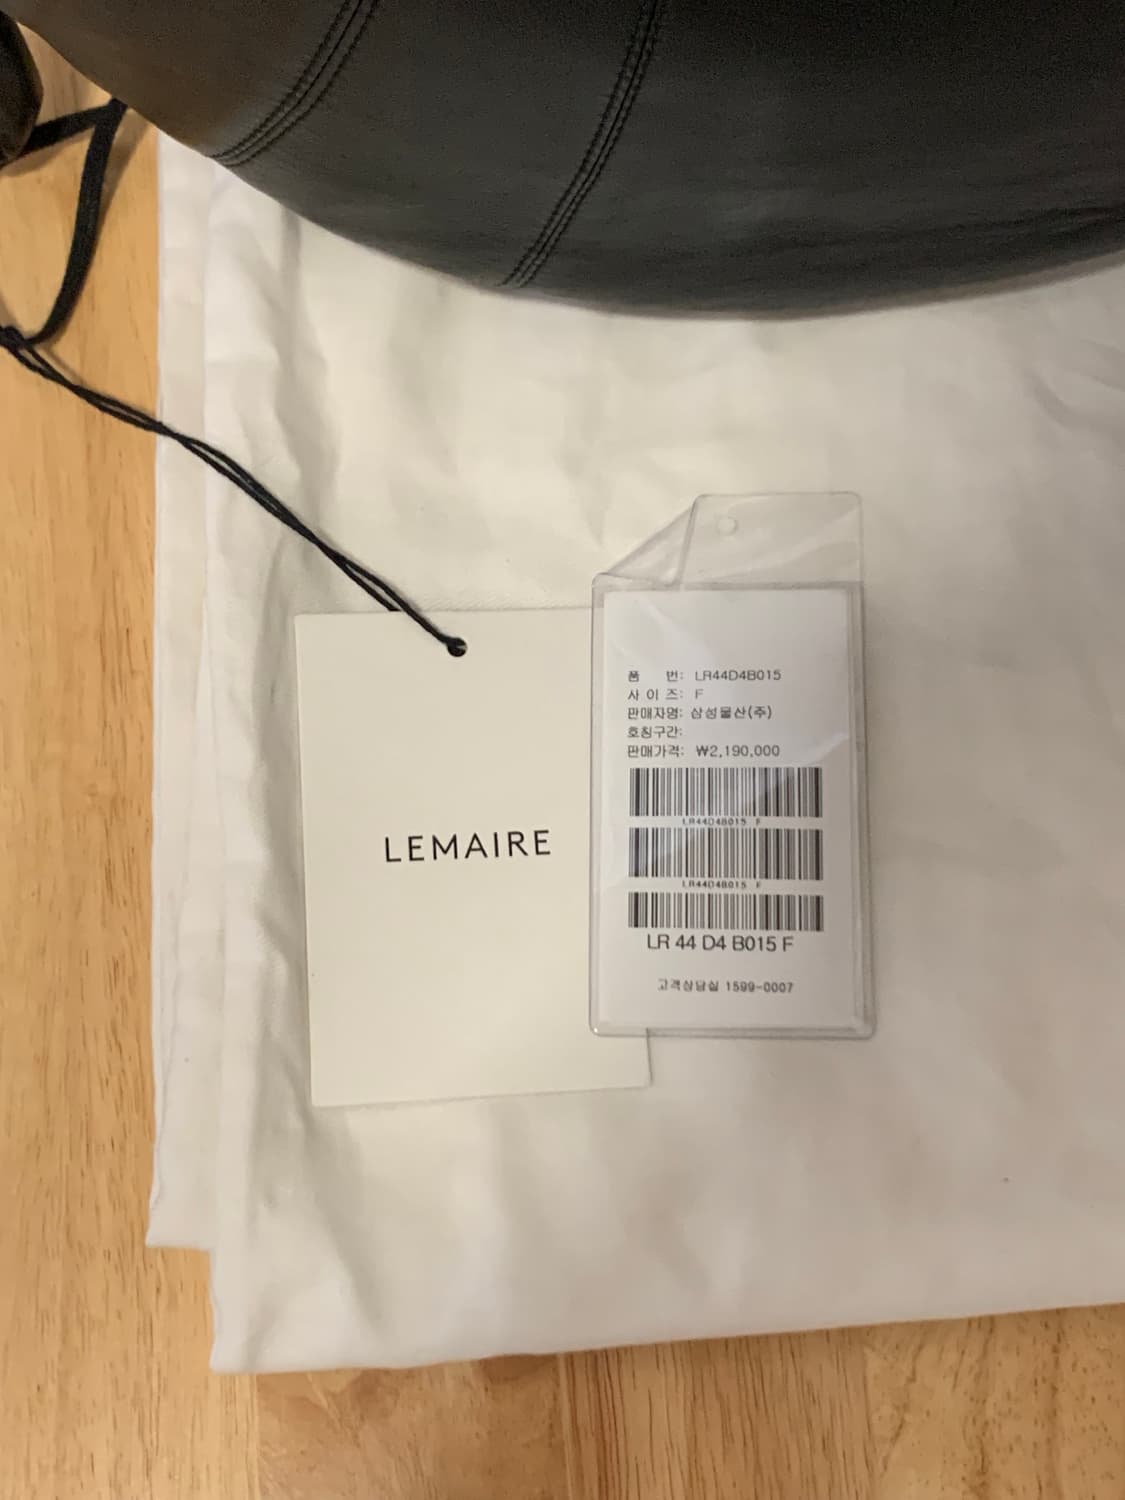 LEMAIRE
품 번: LR44D4B015
사 이 즈: F
판매자명: 삼성물산(주)
호칭구간:
판매가격: ₩2,190,000
LR44D4B015 F
LR44D4B015 F
LR 44 D4 B015 F
고객상담실 1599-0007